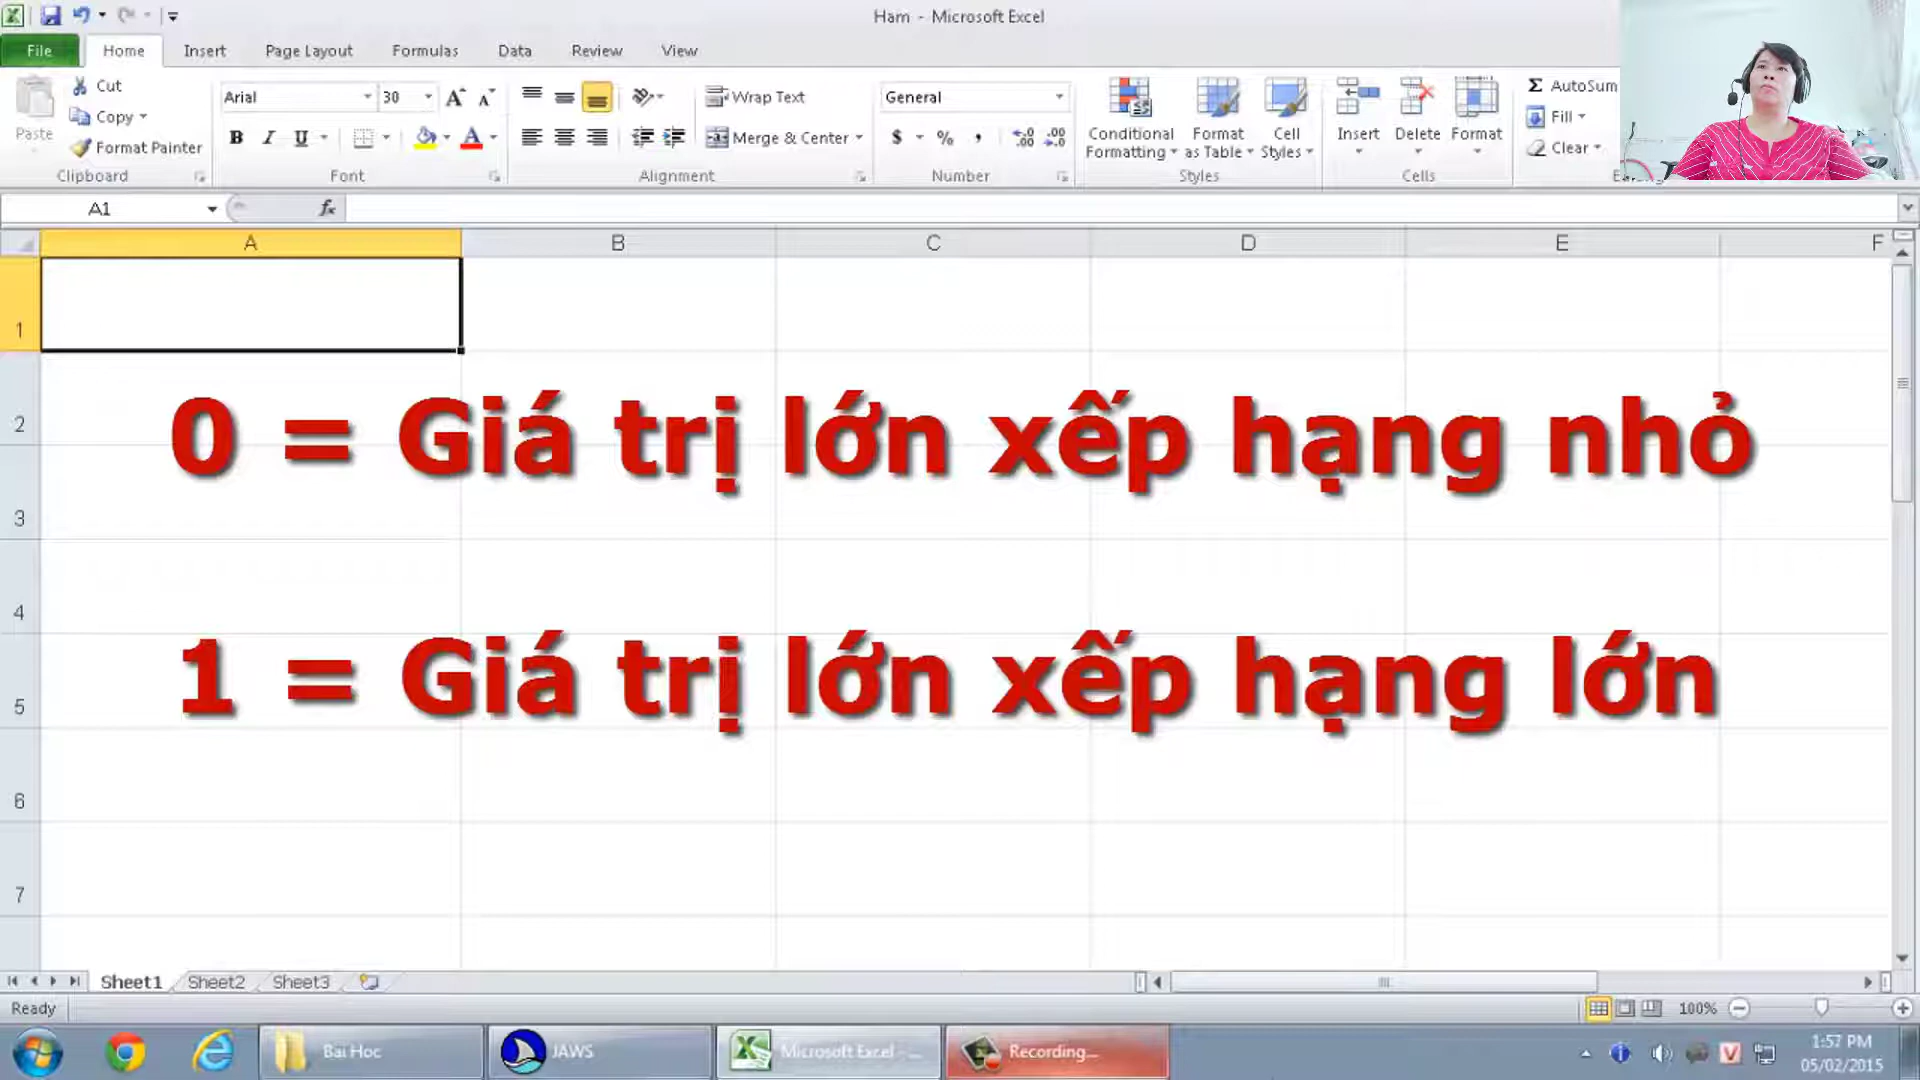 Ham - Microsoft Excel
File Home Insert Page Layout Formulas Data Review View
Cut
Copy
Format Painter
Paste
Clipboard
Arial 30
B I U
Font
Wrap Text
Merge & Center
Alignment
General
$ % ,
Number
Conditional Formatting
Format as Table
Cell Styles
Styles
Insert Delete Format
Cells
Σ AutoSum
Fill
Clear
A1 fx
A B C D E F
1
2
3
4
5
6
7
0 = Giá trị lớn xếp hạng nhỏ
1 = Giá trị lớn xếp hạng lớn
Sheet1 Sheet2 Sheet3
Ready 100%
Bai Hoc JAWS Microsoft Excel - ... Recording...
1:57 PM
05/02/2015